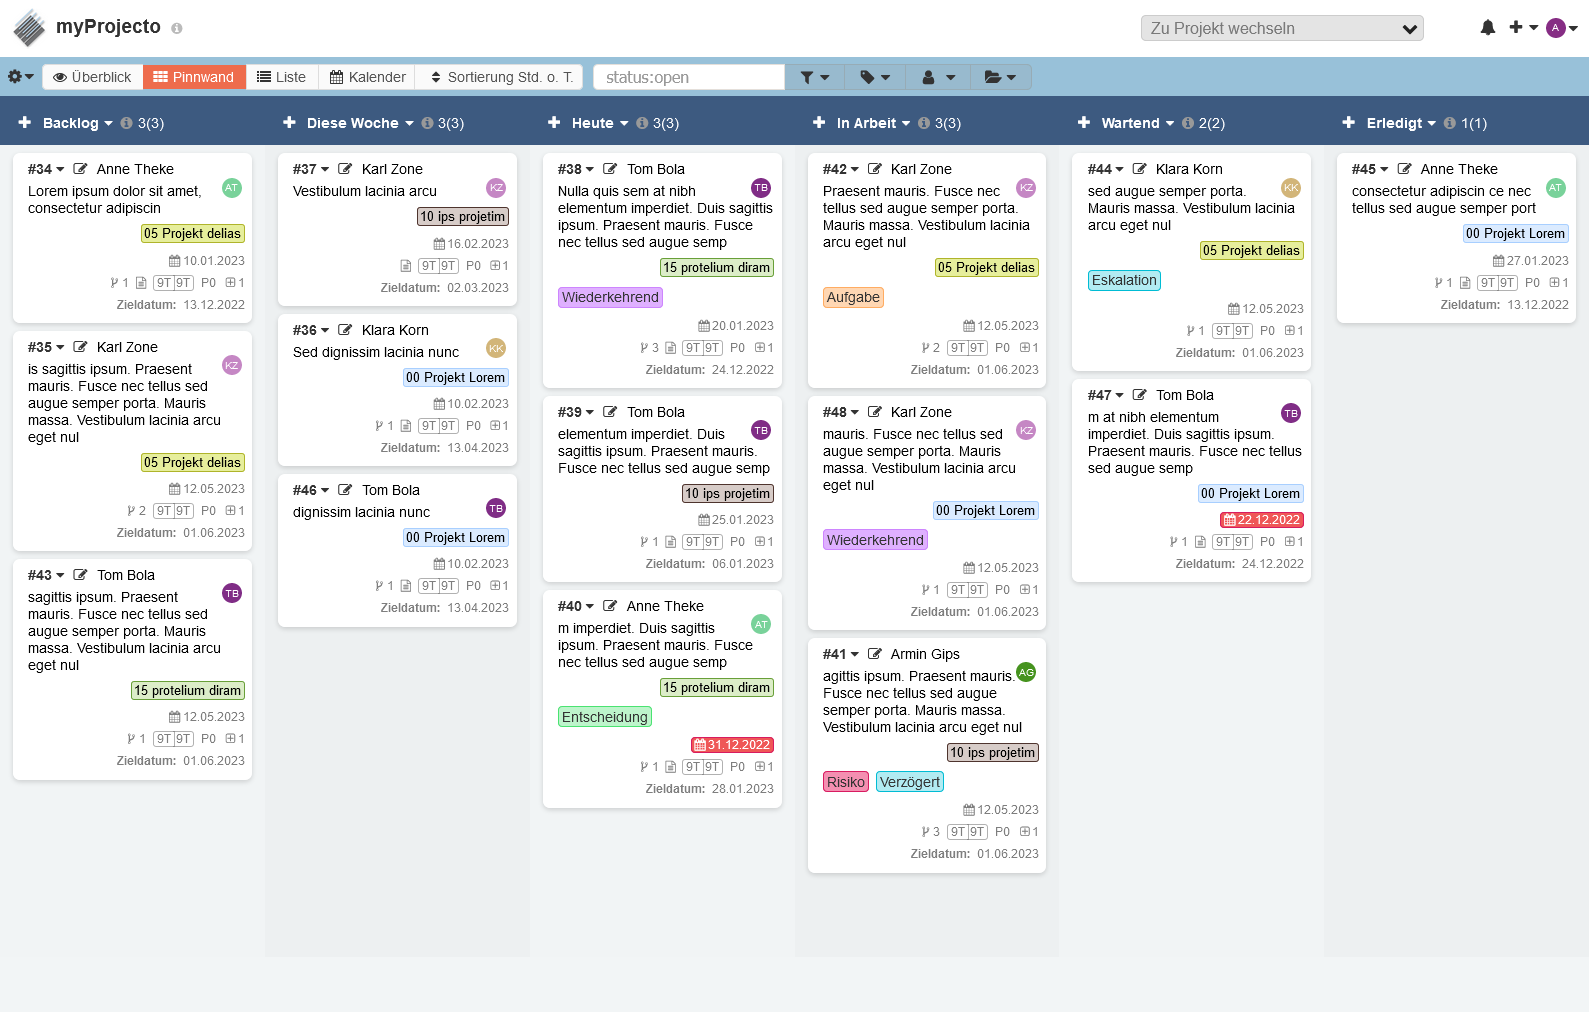 myProjecto
Zu Projekt wechseln
A
Überblick
Pinnwand
Liste
Kalender
Sortierung Std. o. T.
status:open
Backlog 3(3)
Diese Woche 3(3)
Heute 3(3)
In Arbeit 3(3)
Wartend 2(2)
Erledigt 1(1)
#34 Anne Theke
Lorem ipsum dolor sit amet,
consectetur adipiscin
AT
05 Projekt delias
10.01.2023
1 9T 9T P0 1
Zieldatum: 13.12.2022
#35 Karl Zone
is sagittis ipsum. Praesent
mauris. Fusce nec tellus sed
augue semper porta. Mauris
massa. Vestibulum lacinia arcu
eget nul
KZ
05 Projekt delias
12.05.2023
2 9T 9T P0 1
Zieldatum: 01.06.2023
#43 Tom Bola
sagittis ipsum. Praesent
mauris. Fusce nec tellus sed
augue semper porta. Mauris
massa. Vestibulum lacinia arcu
eget nul
TB
15 protelium diram
12.05.2023
1 9T 9T P0 1
Zieldatum: 01.06.2023
#37 Karl Zone
Vestibulum lacinia arcu
KZ
10 ips projetim
16.02.2023
9T 9T P0 1
Zieldatum: 02.03.2023
#36 Klara Korn
Sed dignissim lacinia nunc
KK
00 Projekt Lorem
10.02.2023
1 9T 9T P0 1
Zieldatum: 13.04.2023
#46 Tom Bola
dignissim lacinia nunc
TB
00 Projekt Lorem
10.02.2023
1 9T 9T P0 1
Zieldatum: 13.04.2023
#38 Tom Bola
Nulla quis sem at nibh
elementum imperdiet. Duis sagittis
ipsum. Praesent mauris. Fusce
nec tellus sed augue semp
TB
15 protelium diram
Wiederkehrend
20.01.2023
3 9T 9T P0 1
Zieldatum: 24.12.2022
#39 Tom Bola
elementum imperdiet. Duis
sagittis ipsum. Praesent mauris.
Fusce nec tellus sed augue semp
TB
10 ips projetim
25.01.2023
1 9T 9T P0 1
Zieldatum: 06.01.2023
#40 Anne Theke
m imperdiet. Duis sagittis
ipsum. Praesent mauris. Fusce
nec tellus sed augue semp
AT
15 protelium diram
Entscheidung
31.12.2022
1 9T 9T P0 1
Zieldatum: 28.01.2023
#42 Karl Zone
Praesent mauris. Fusce nec
tellus sed augue semper porta.
Mauris massa. Vestibulum lacinia
arcu eget nul
KZ
05 Projekt delias
Aufgabe
12.05.2023
2 9T 9T P0 1
Zieldatum: 01.06.2023
#48 Karl Zone
mauris. Fusce nec tellus sed
augue semper porta. Mauris
massa. Vestibulum lacinia arcu
eget nul
KZ
00 Projekt Lorem
Wiederkehrend
12.05.2023
1 9T 9T P0 1
Zieldatum: 01.06.2023
#41 Armin Gips
agittis ipsum. Praesent mauris.
Fusce nec tellus sed augue
semper porta. Mauris massa.
Vestibulum lacinia arcu eget nul
AG
10 ips projetim
Risiko Verzögert
12.05.2023
3 9T 9T P0 1
Zieldatum: 01.06.2023
#44 Klara Korn
sed augue semper porta.
Mauris massa. Vestibulum lacinia
arcu eget nul
KK
05 Projekt delias
Eskalation
12.05.2023
1 9T 9T P0 1
Zieldatum: 01.06.2023
#47 Tom Bola
m at nibh elementum
imperdiet. Duis sagittis ipsum.
Praesent mauris. Fusce nec tellus
sed augue semp
TB
00 Projekt Lorem
22.12.2022
1 9T 9T P0 1
Zieldatum: 24.12.2022
#45 Anne Theke
consectetur adipiscin ce nec
tellus sed augue semper port
AT
00 Projekt Lorem
27.01.2023
1 9T 9T P0 1
Zieldatum: 13.12.2022